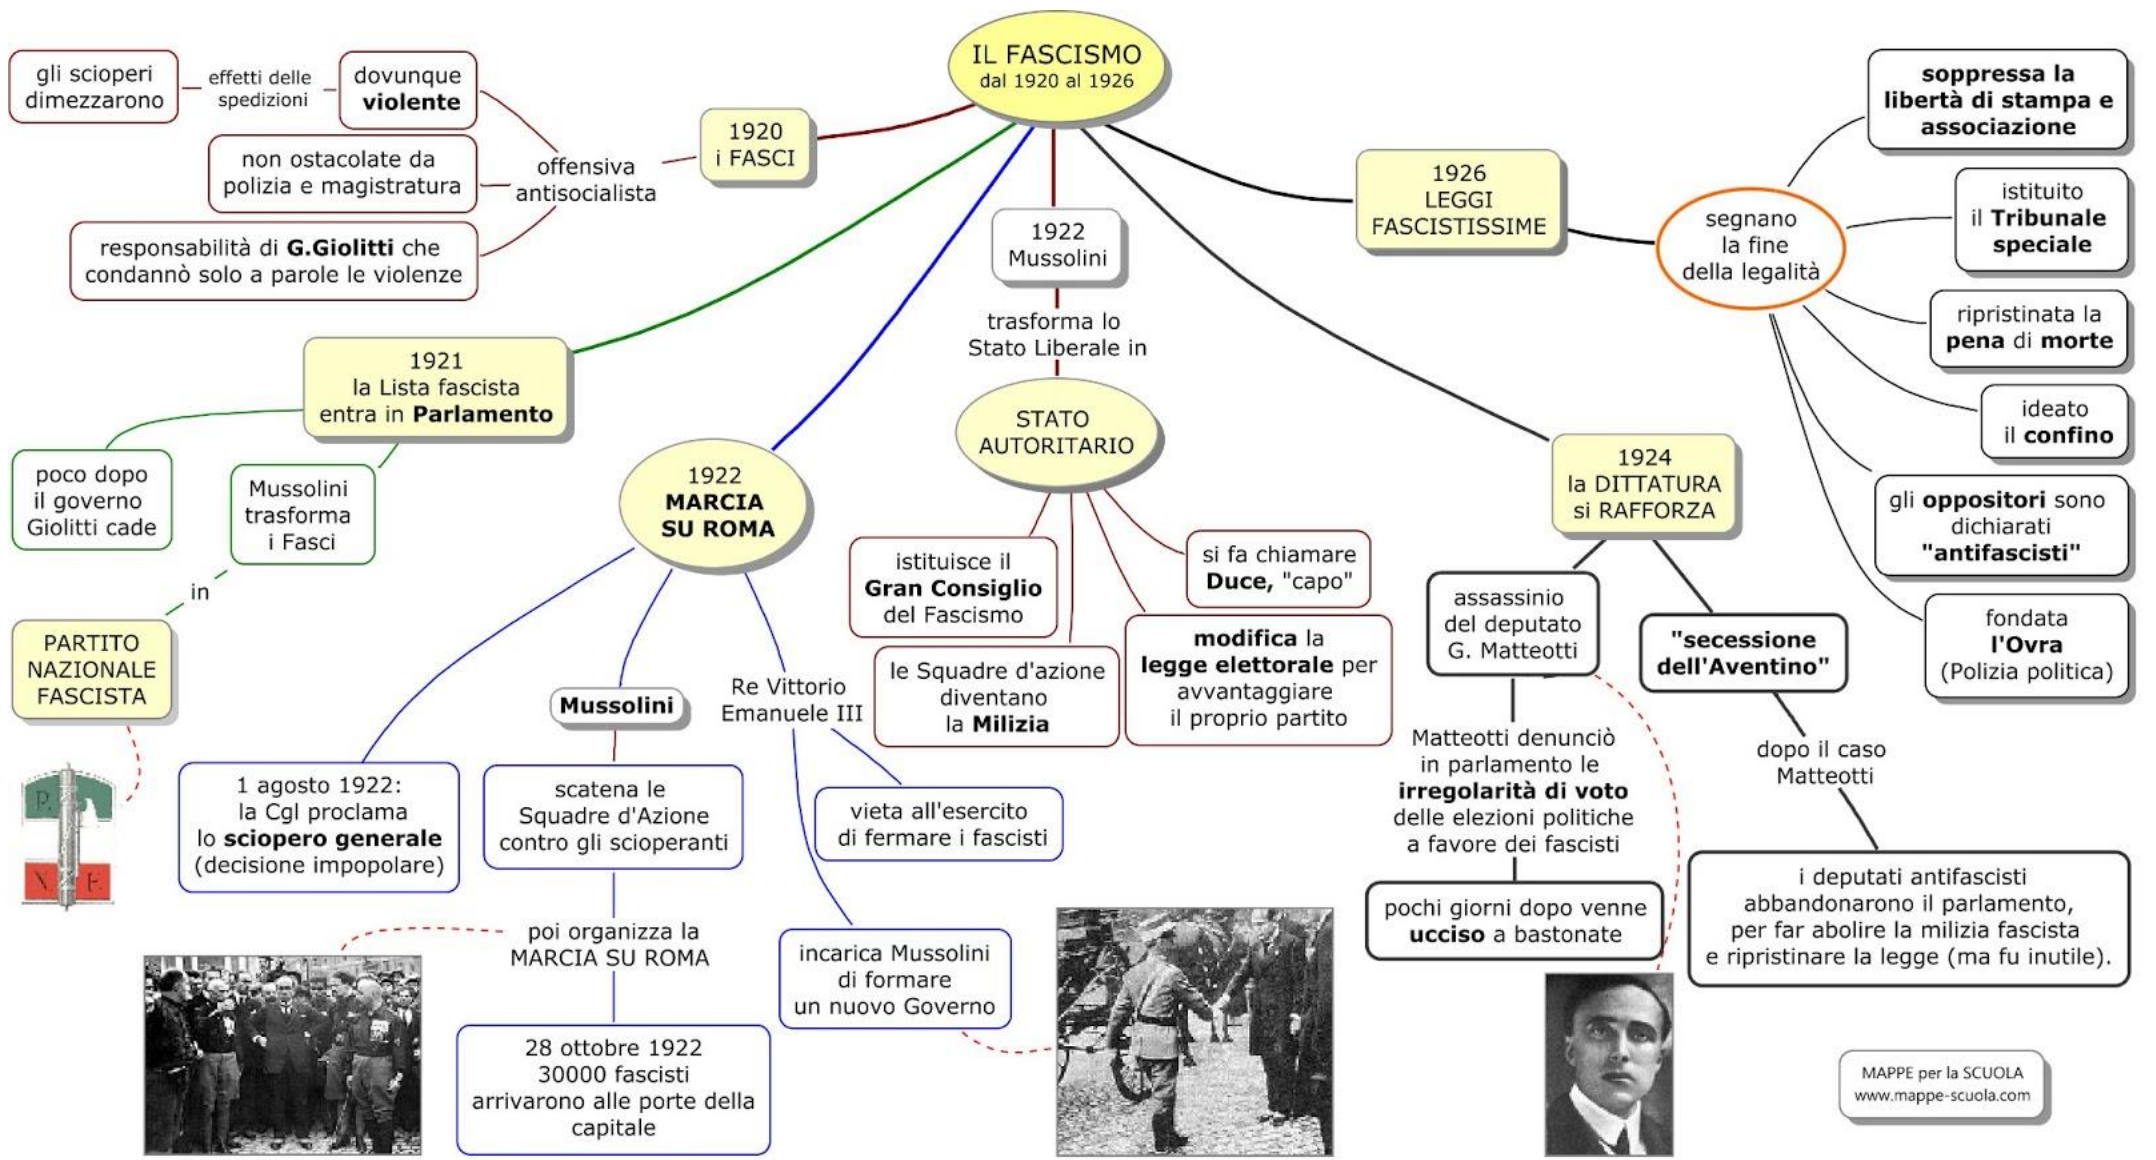 IL FASCISMO
dal 1920 al 1926
1920
i FASCI
offensiva
antisocialista
dovunque
violente
effetti delle
spedizioni
gli scioperi
dimezzarono
non ostacolate da
polizia e magistratura
responsabilità di G.Giolitti che
condannò solo a parole le violenze
1921
la Lista fascista
entra in Parlamento
poco dopo
il governo
Giolitti cade
Mussolini
trasforma
i Fasci
in
PARTITO
NAZIONALE
FASCISTA
P.
N.
F.
1922
MARCIA
SU ROMA
1 agosto 1922:
la Cgl proclama
lo sciopero generale
(decisione impopolare)
Mussolini
scatena le
Squadre d'Azione
contro gli scioperanti
poi organizza la
MARCIA SU ROMA
28 ottobre 1922
30000 fascisti
arrivarono alle porte della
capitale
Re Vittorio
Emanuele III
vieta all'esercito
di fermare i fascisti
incarica Mussolini
di formare
un nuovo Governo
1922
Mussolini
trasforma lo
Stato Liberale in
STATO
AUTORITARIO
istituisce il
Gran Consiglio
del Fascismo
le Squadre d'azione
diventano
la Milizia
modifica la
legge elettorale per
avvantaggiare
il proprio partito
si fa chiamare
Duce, "capo"
1924
la DITTATURA
si RAFFORZA
assassinio
del deputato
G. Matteotti
Matteotti denunciò
in parlamento le
irregolarità di voto
delle elezioni politiche
a favore dei fascisti
pochi giorni dopo venne
ucciso a bastonate
"secessione
dell'Aventino"
dopo il caso
Matteotti
i deputati antifascisti
abbandonarono il parlamento,
per far abolire la milizia fascista
e ripristinare la legge (ma fu inutile).
1926
LEGGI
FASCISTISSIME
segnano
la fine
della legalità
soppressa la
libertà di stampa e
associazione
istituito
il Tribunale
speciale
ripristinata la
pena di morte
ideato
il confino
gli oppositori sono
dichiarati
"antifascisti"
fondata
l'Ovra
(Polizia politica)
MAPPE per la SCUOLA
www.mappe-scuola.com